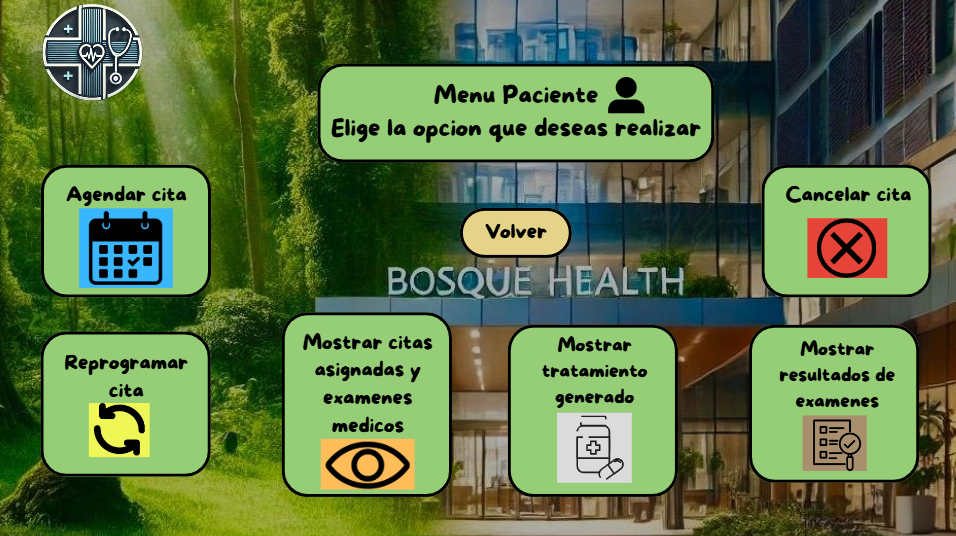 Menu Paciente
Elige la opcion que deseas realizar
Agendar cita
Cancelar cita
Volver
BOSQUE HEALTH
Reprogramar
cita
Mostrar citas
asignadas y
examenes
medicos
Mostrar
tratamiento
generado
Mostrar
resultados de
examenes